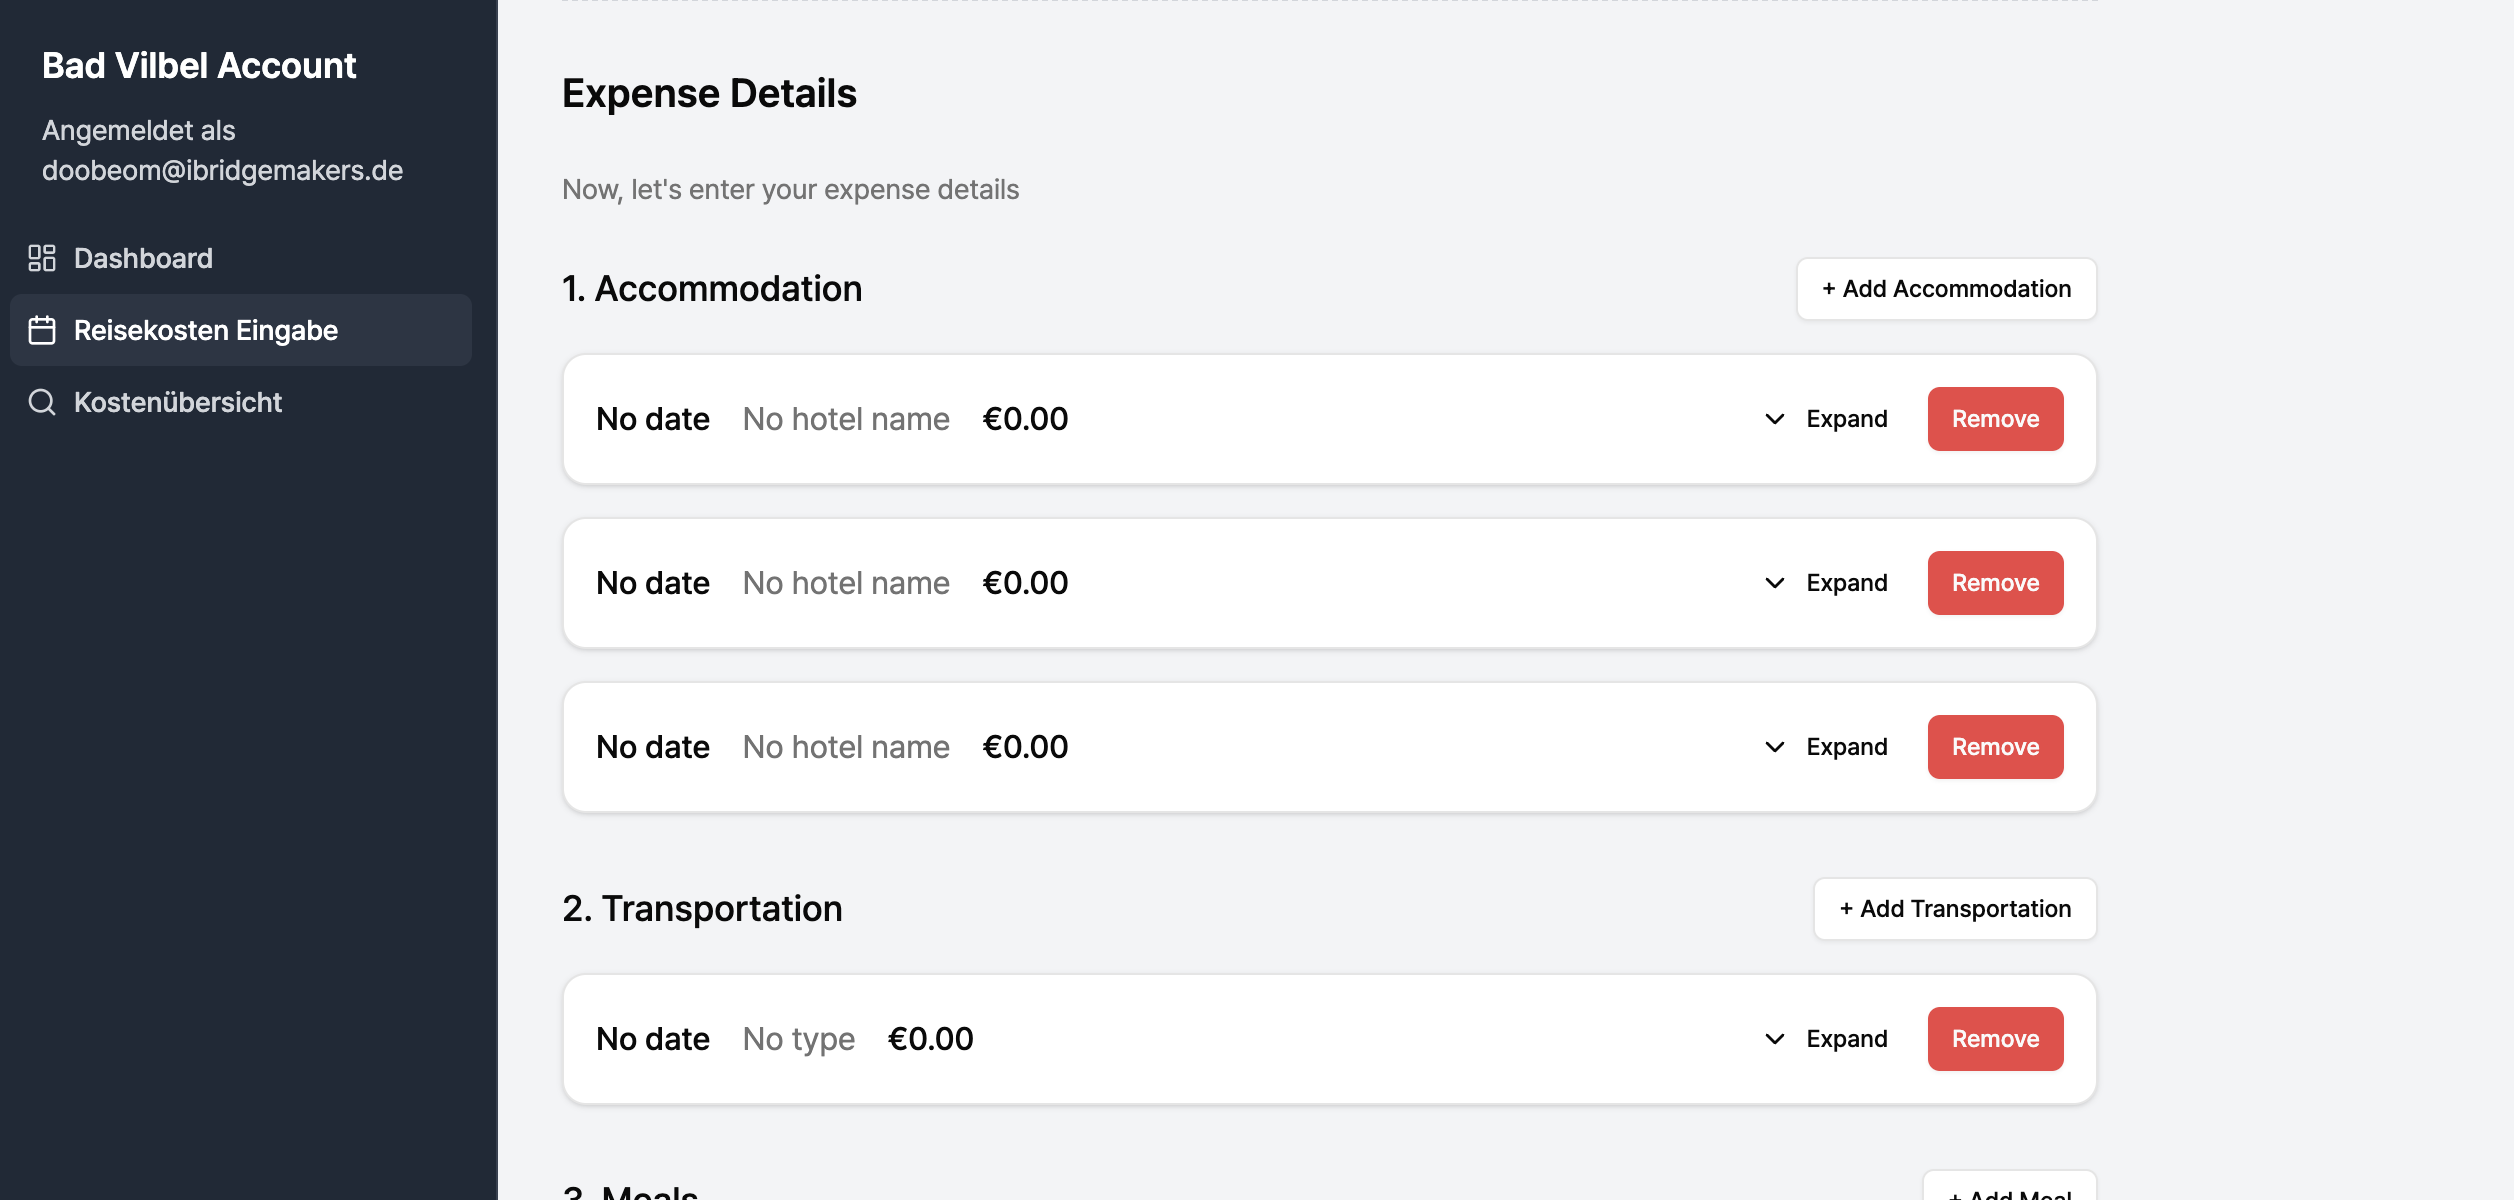 Bad Vilbel Account
Angemeldet als
doobeom@ibridgemakers.de
Dashboard
Reisekosten Eingabe
Kostenübersicht
Expense Details
Now, let's enter your expense details
1. Accommodation
+ Add Accommodation
No date No hotel name €0.00 Expand Remove
No date No hotel name €0.00 Expand Remove
No date No hotel name €0.00 Expand Remove
2. Transportation
+ Add Transportation
No date No type €0.00 Expand Remove
3. Meals
+ Add Meal